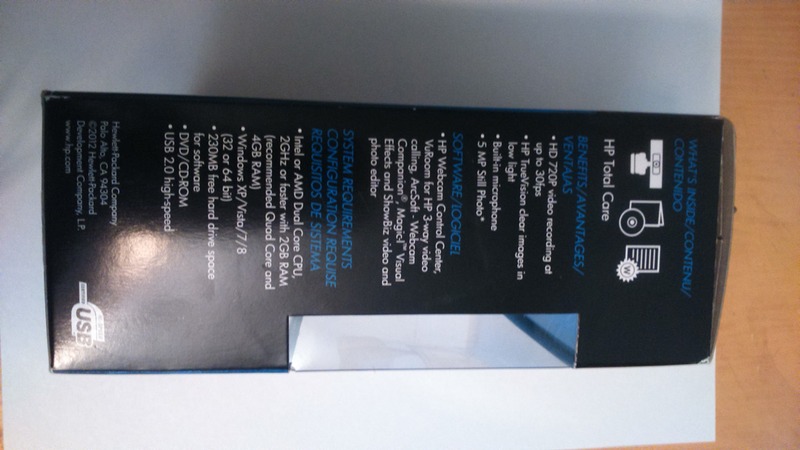 WHAT'S INSIDE/CONTENU/
CONTENIDO
W
HP Total Care
BENEFITS/AVANTAGES/
VENTAJAS
• HD 720P video recording at
up to 30fps
• HP TrueVision clear images in
low light
• Built-in microphone
• 5 MP Still Photo*
SOFTWARE/LOGICIEL
• HP Webcam Control Center,
VuRoom for HP 3-way video
calling, ArcSoft - Webcam
Companion®, Magic-I™ Visual
Effects and ShowBiz video and
photo editor
SYSTEM REQUIREMENTS
CONFIGURATION REQUISE
REQUISITOS DE SISTEMA
• Intel or AMD Dual Core CPU,
2GHz or faster with 2GB RAM
(recommended Quad Core and
4GB RAM)
• Windows XP/Vista/7/8
(32 or 64 bit)
• 230MB free hard drive space
for software
• DVD/CD-ROM
• USB 2.0 high-speed
Hewlett-Packard Company
Palo Alto, CA 94304
©2012 Hewlett-Packard
Development Company, L.P.
www.hp.com
USB